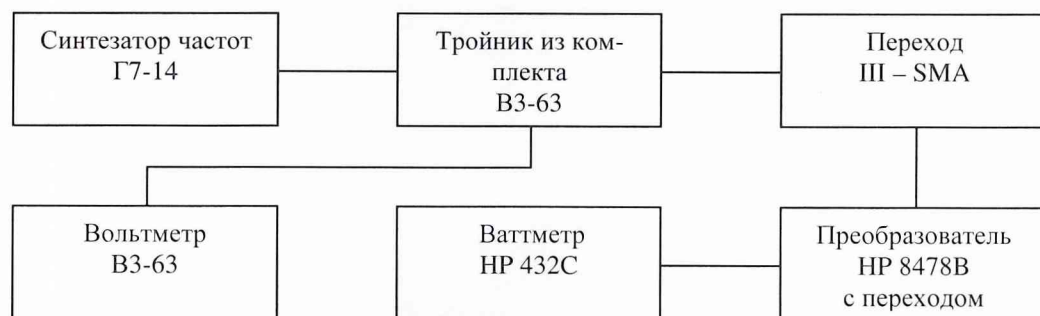 Синтезатор частот
Г7-14
Тройник из ком-
плекта
В3-63
Переход
III – SMA
Вольтметр
В3-63
Ваттметр
HP 432C
Преобразователь
HP 8478B
с переходом